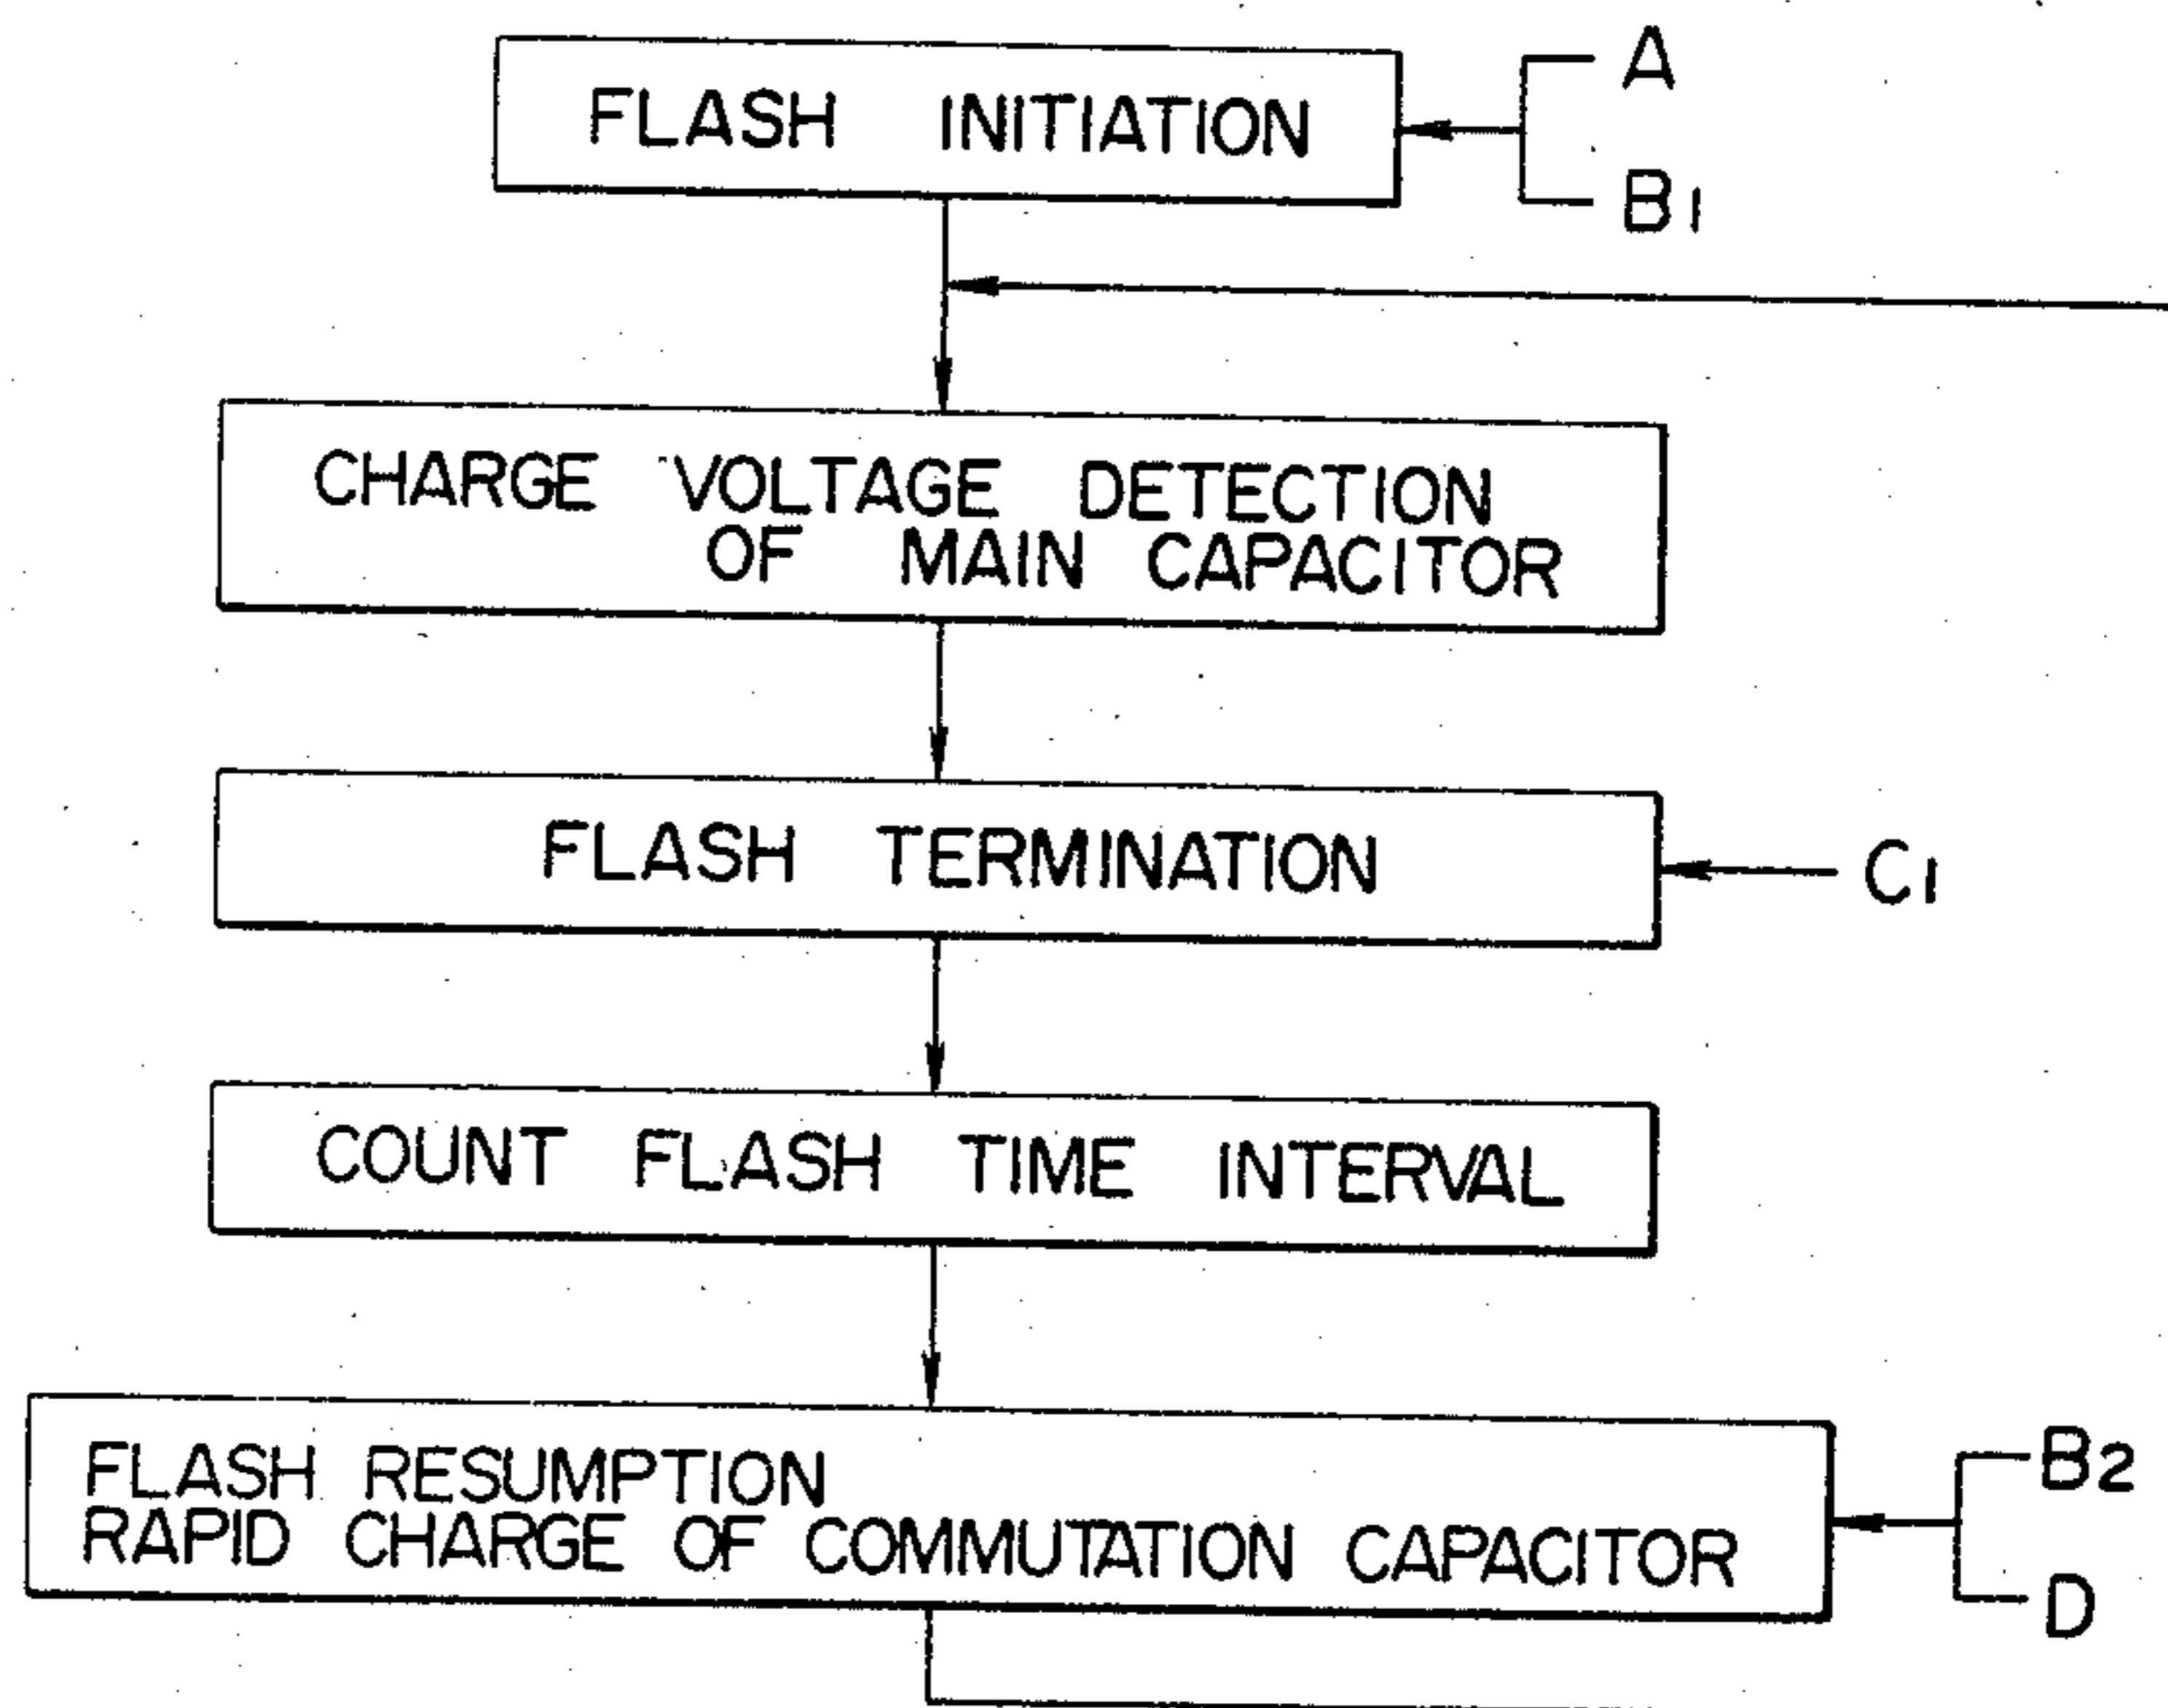 FLASH INITIATION
A
B1
CHARGE VOLTAGE DETECTION
OF MAIN CAPACITOR
FLASH TERMINATION
C1
COUNT FLASH TIME INTERVAL
FLASH RESUMPTION
RAPID CHARGE OF COMMUTATION CAPACITOR
B2
D